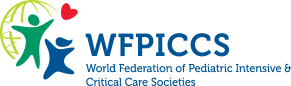 WFPICCS
World Federation of Pediatric Intensive &
Critical Care Societies